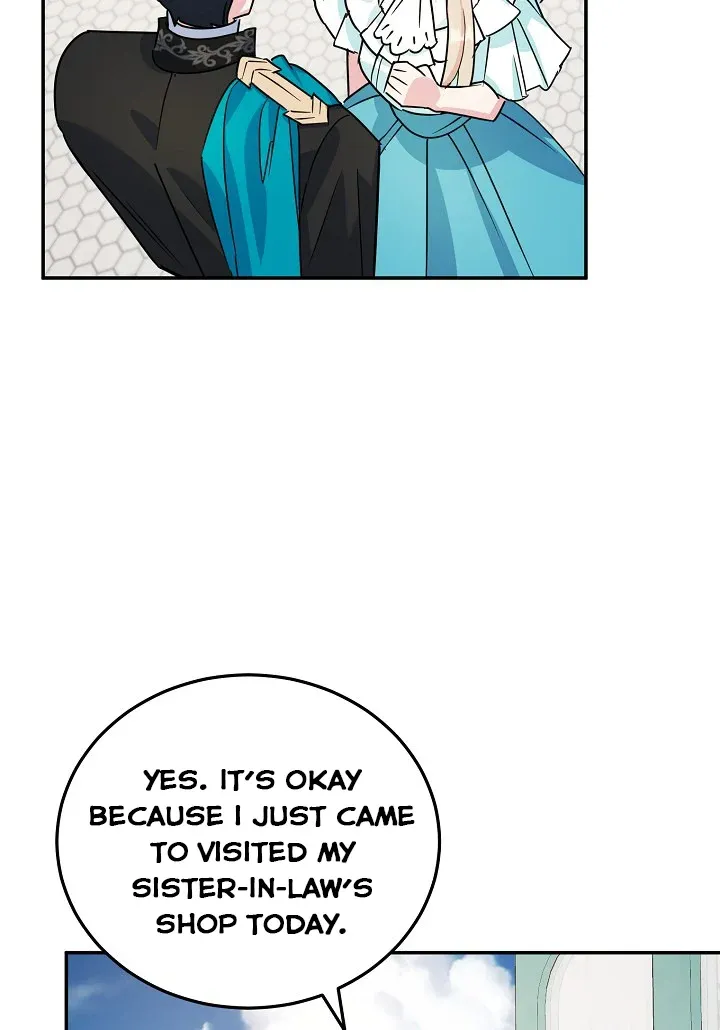 YES. IT'S OKAY
BECAUSE I JUST CAME
TO VISITED MY
SISTER-IN-LAW'S
SHOP TODAY.